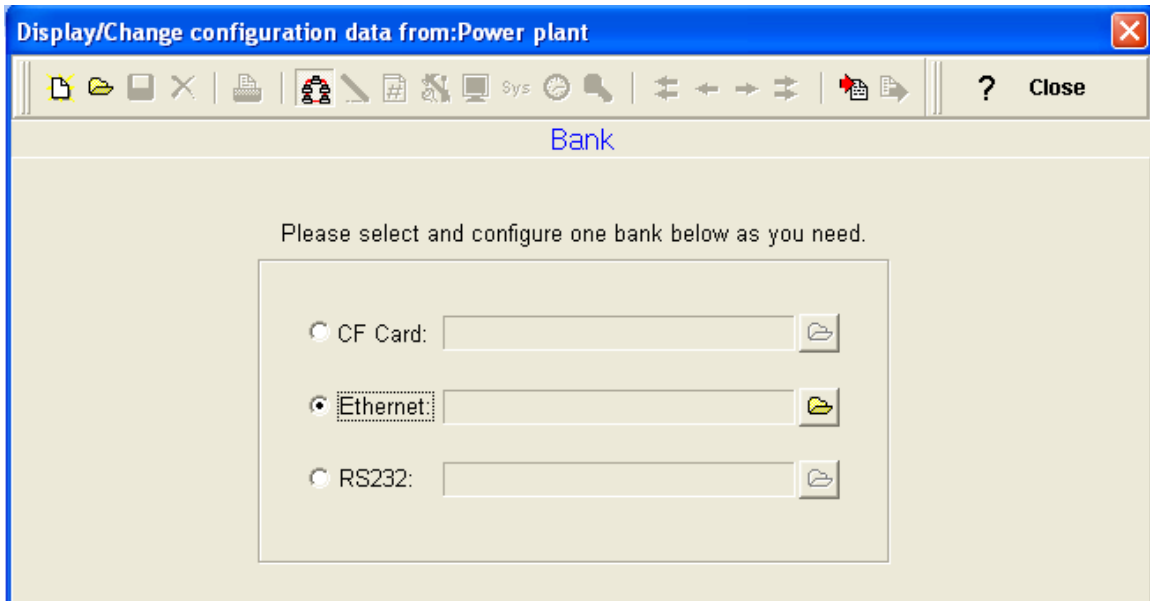 Display/Change configuration data from:Power plant
Sys ? Close
Bank
Please select and configure one bank below as you need.
CF Card:
Ethernet:
RS232: